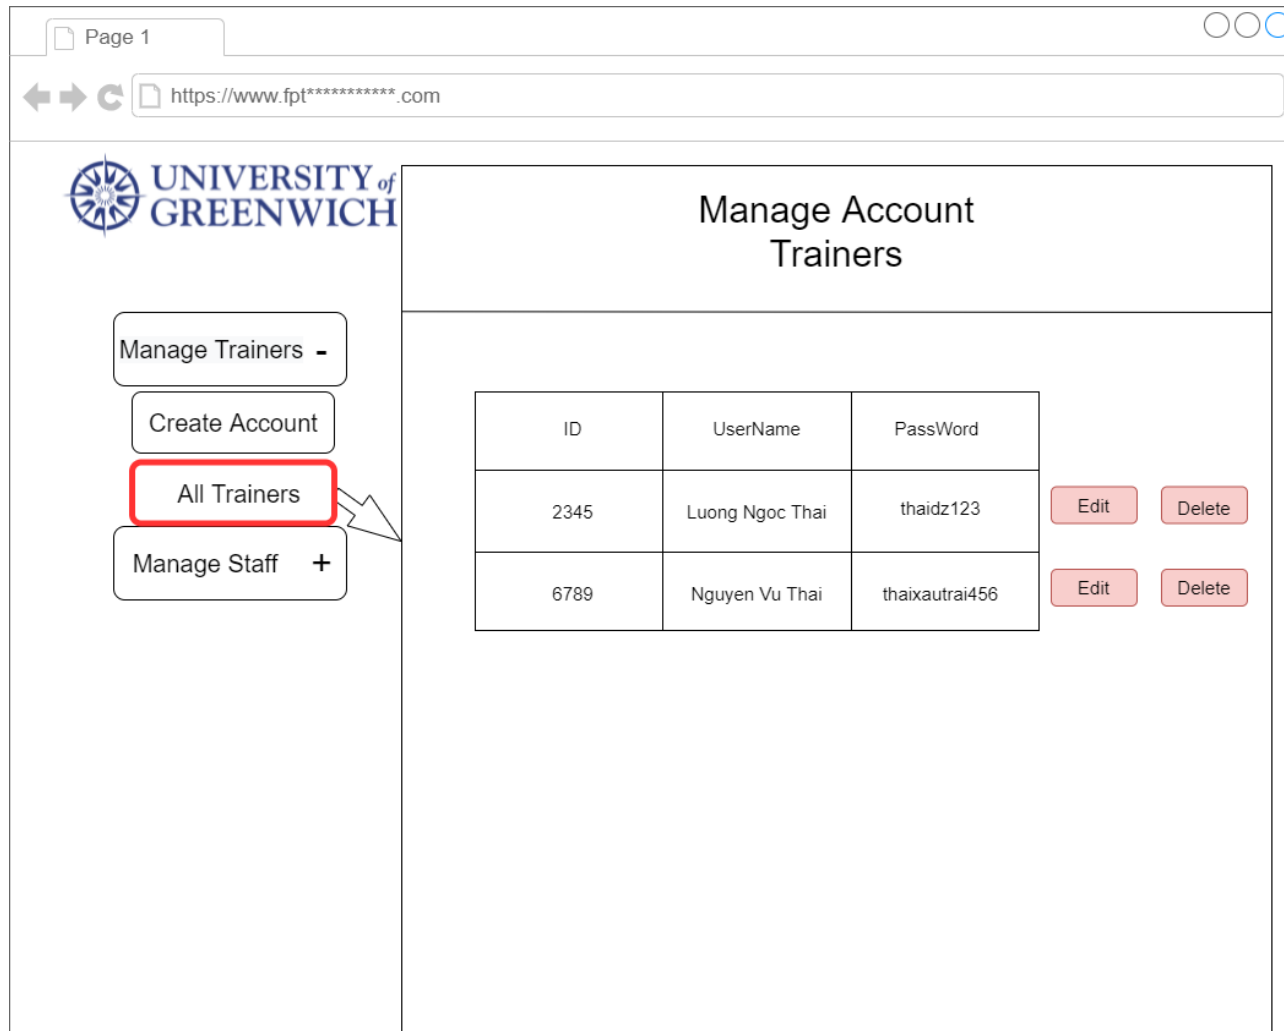 Page 1
https://www.fpt***********.com
UNIVERSITY of
GREENWICH
Manage Account
Trainers
Manage Trainers -
Create Account
All Trainers
Manage Staff +
ID UserName PassWord
2345 Luong Ngoc Thai thaidz123 Edit Delete
6789 Nguyen Vu Thai thaixautrai456 Edit Delete